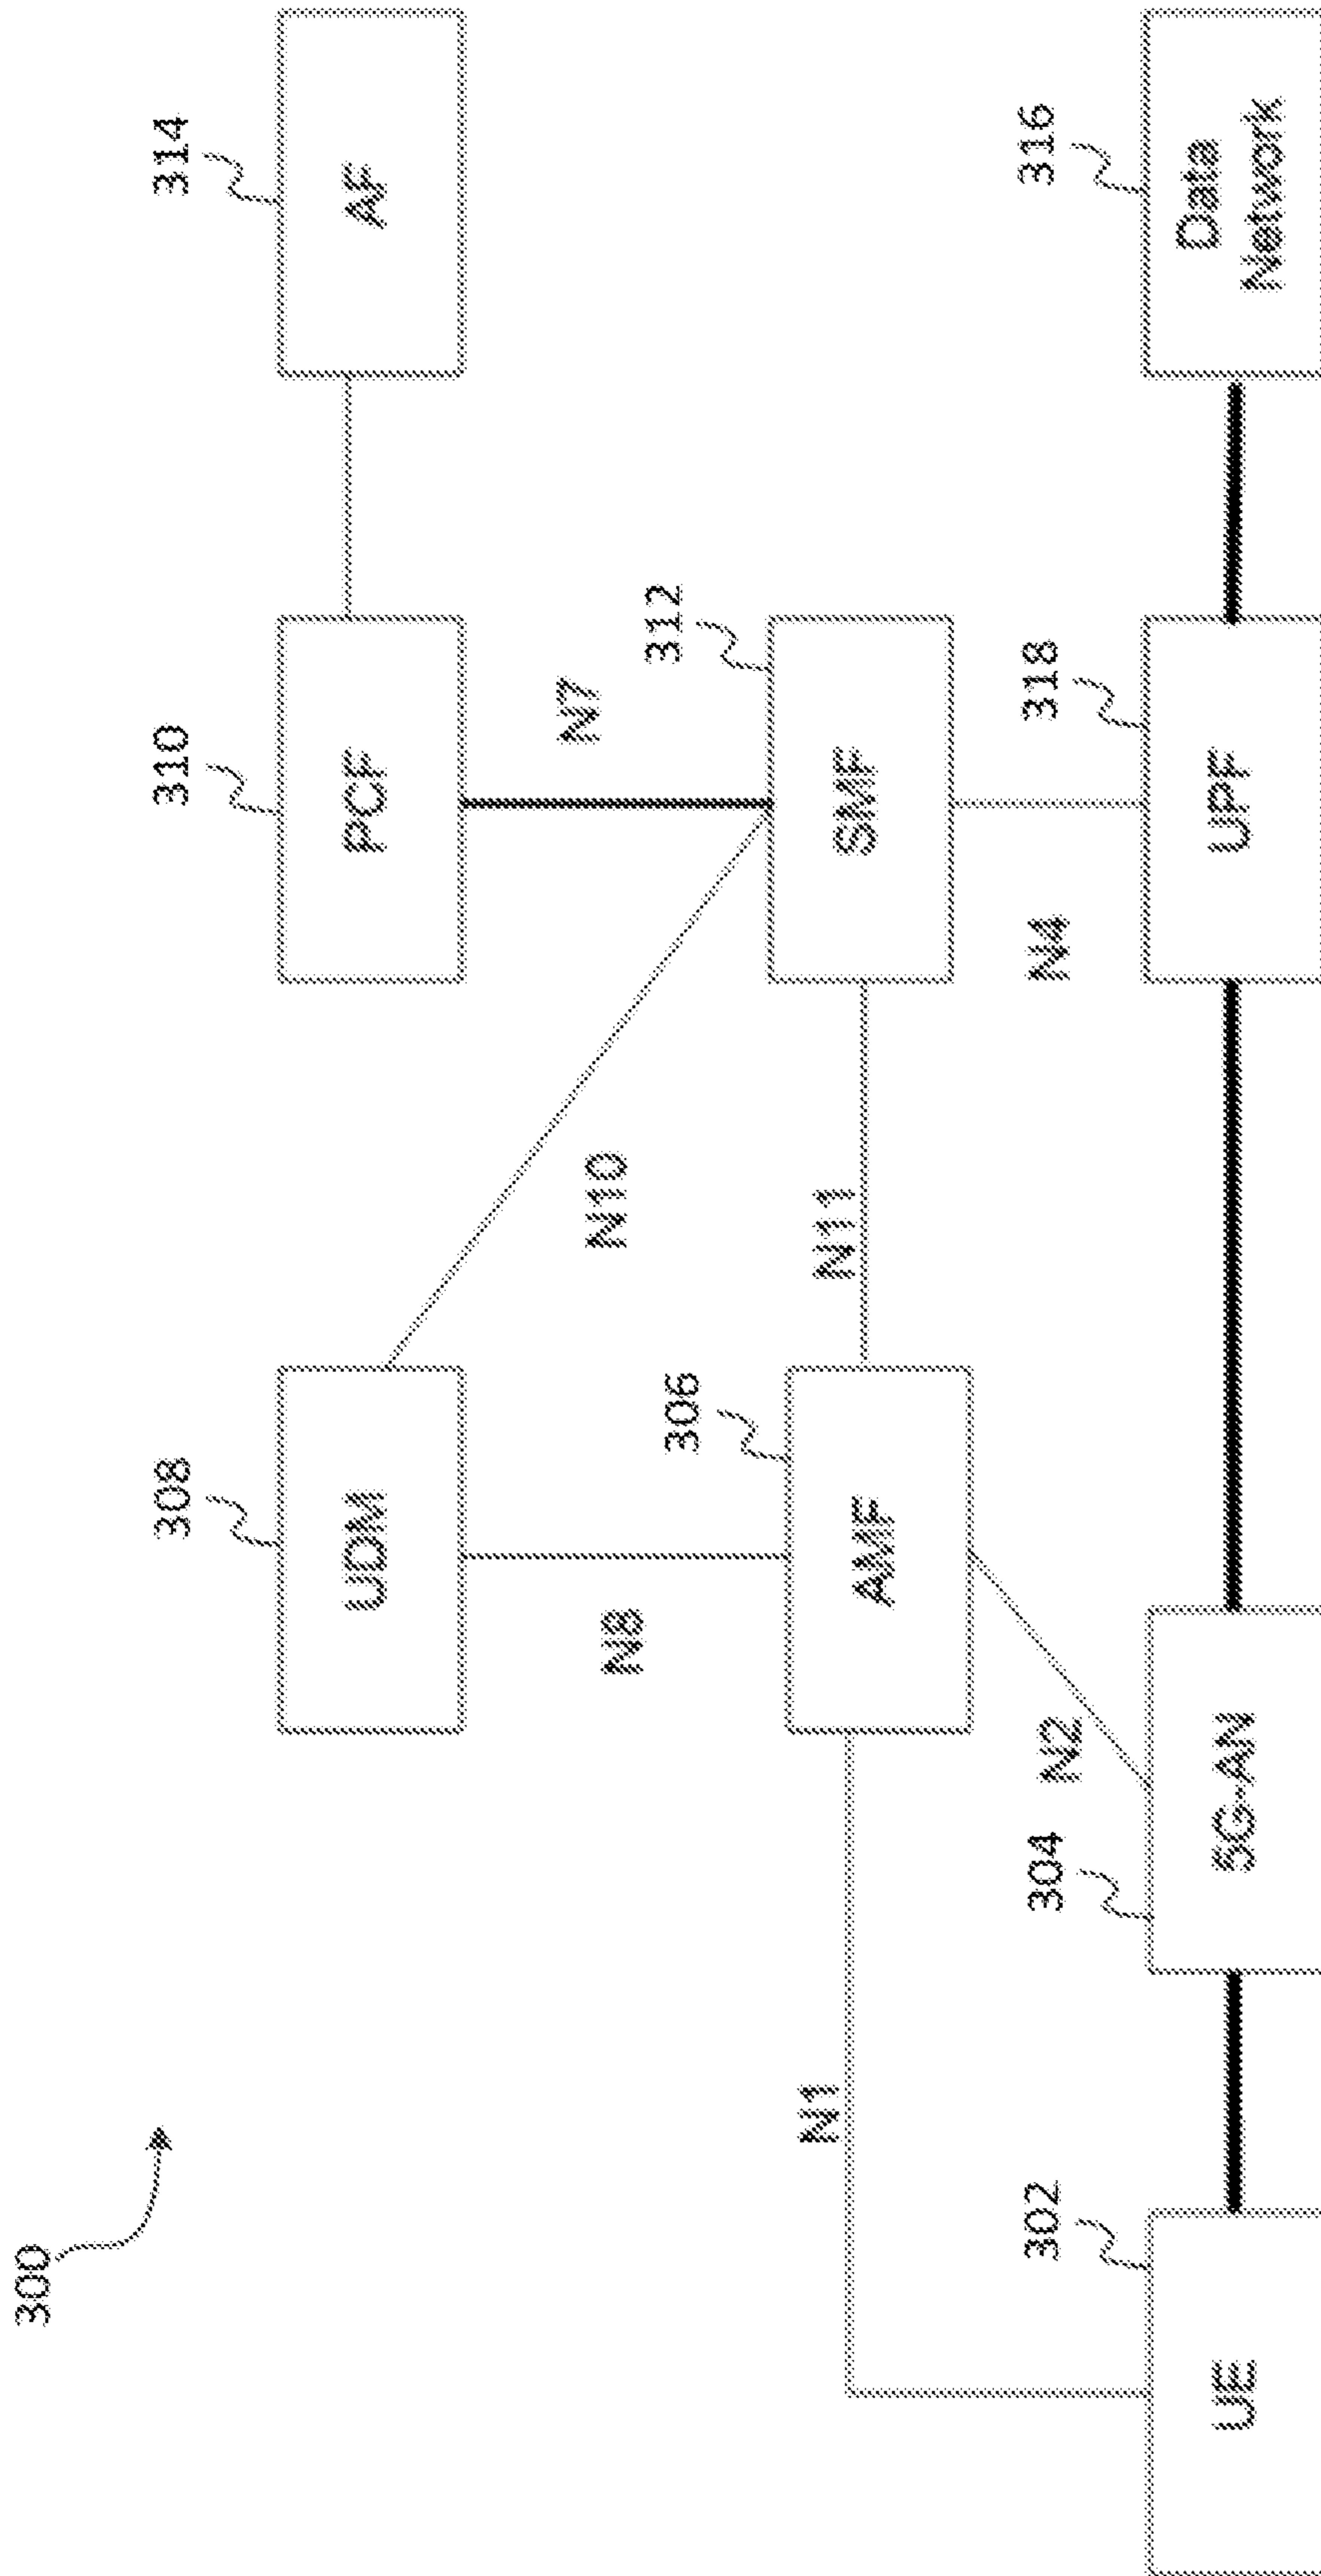 300
308
UDM
310
PCF
314
AF
N8
N10
N7
306
AMF
N11
312
SMF
N1
N2
N4
302
UE
304
5G-AN
318
UPF
316
Data
Network